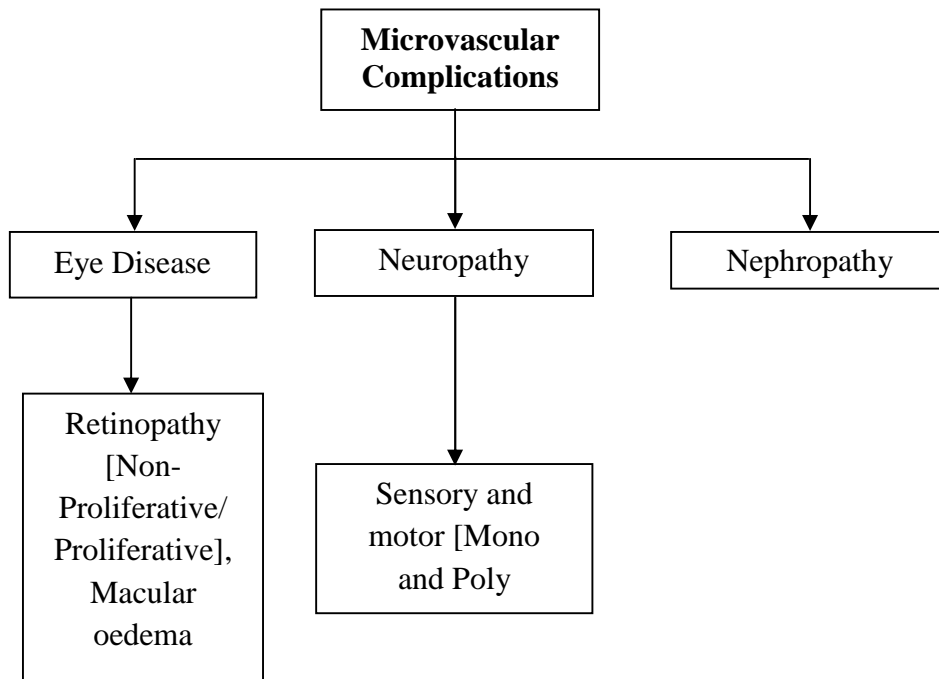 Microvascular
Complications
Eye Disease
Neuropathy
Nephropathy
Retinopathy
[Non-
Proliferative/
Proliferative],
Macular
oedema
Sensory and
motor [Mono
and Poly